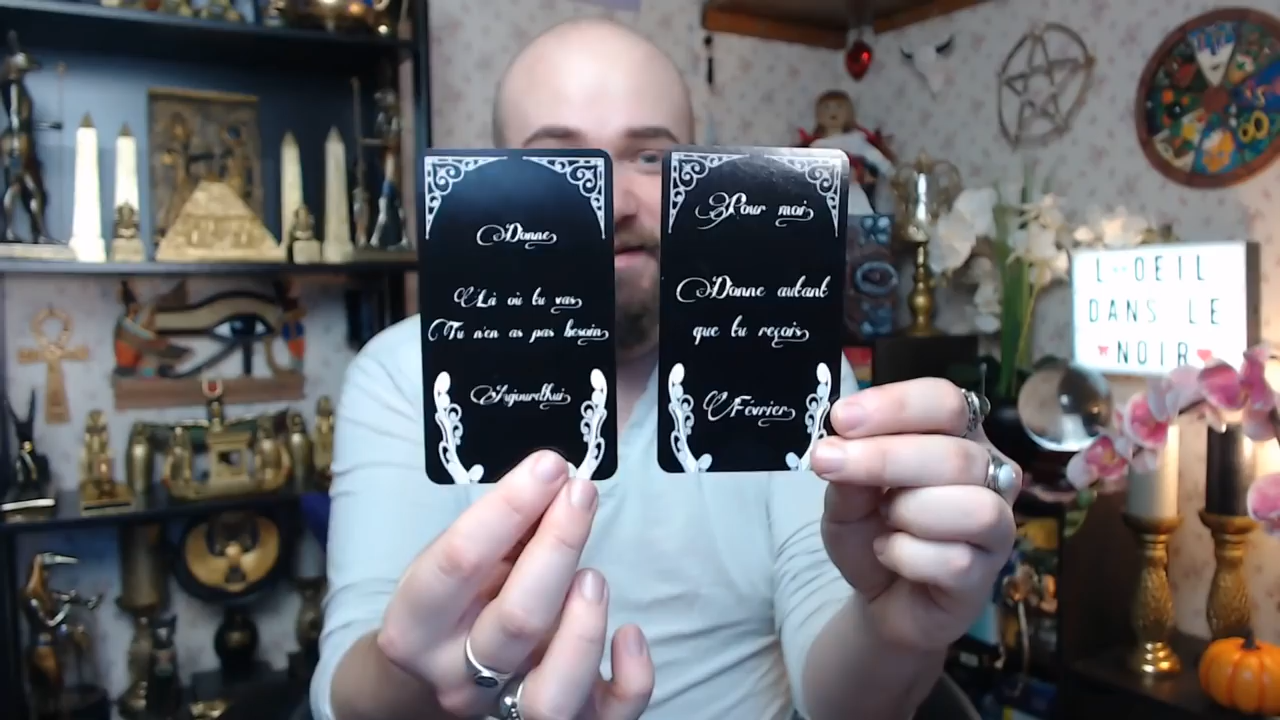 Donne
Là où tu vas
Tu n'en as pas besoin
Aujourd'hui
Pour moi
Donne autant
que tu reçois
Février
L'OEIL
DANS LE
NOIR